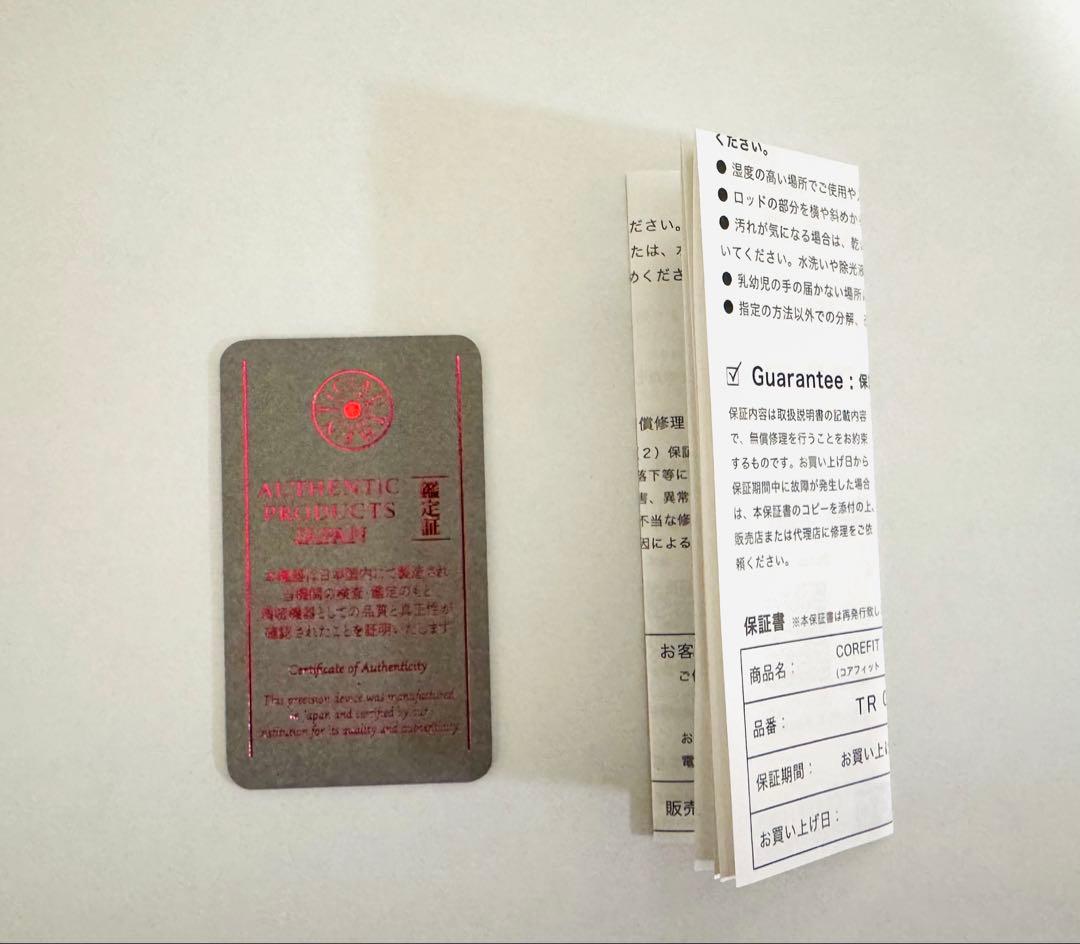 AUTHENTIC
PRODUCTS
JAPAN
鑑定証
本機器は日本国内にて製造され
当機関の検査・鑑定のもと
精密機器としての品質と真正性が
確認されたことを証明いたします
Certificate of Authenticity
This precision device was manufactured
in Japan and certified by our
institution for its quality and authenticity.
ださい。
たは、
めくださ
償修理
(2)保証
落下等に
害、異常
不当な修
因による
お客
ご
お
電
販売
ください。
● 湿度の高い場所でご使用や
● ロッドの部分を横や斜めか
● 汚れが気になる場合は、乾
いてください。水洗いや除光液
● 乳幼児の手の届かない場所
● 指定の方法以外での分解、
☑ Guarantee : 保
保証内容は取扱説明書の記載内容
で、無償修理を行うことをお約束
するものです。お買い上げ日から
保証期間中に故障が発生した場合
は、本保証書のコピーを添付の上、
販売店または代理店に修理をご依
頼ください。
保証書 ※本保証書は再発行致し
商品名: COREFIT
(コアフィット
品番: TR
保証期間: お買い上
お買い上げ日: